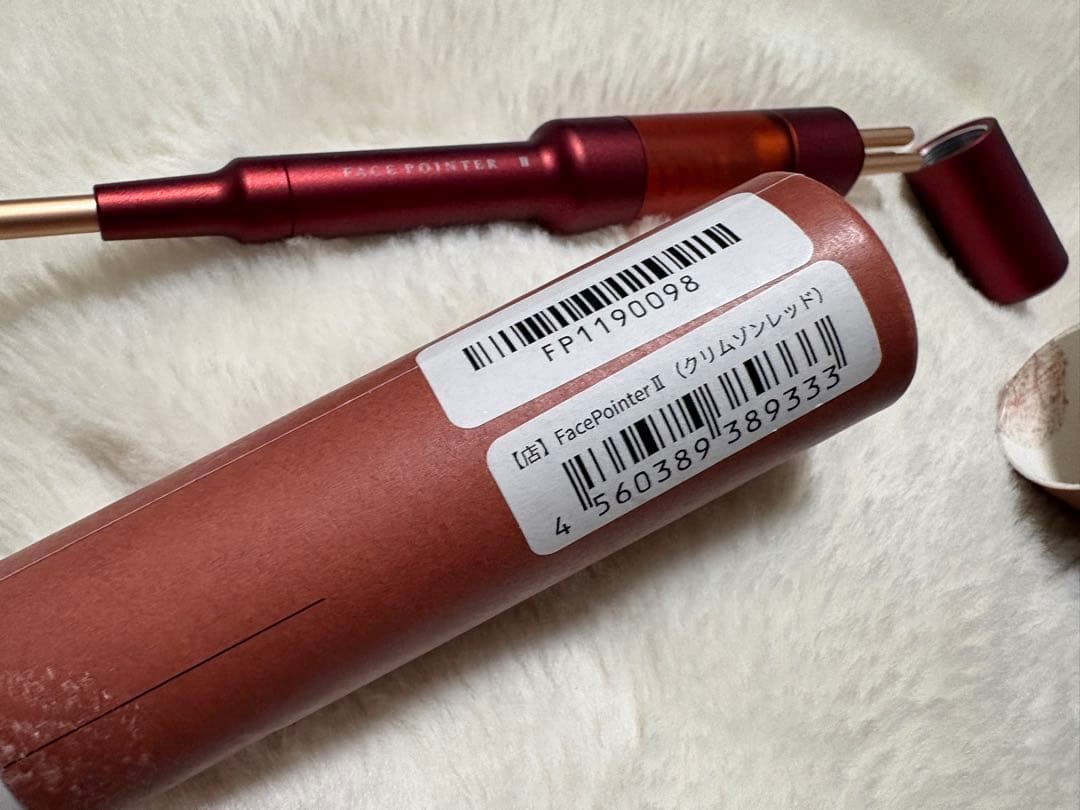 FACE POINTER Ⅱ
FP1190098
【店】FacePointerⅡ（クリムゾンレッド）
4 560389 389333